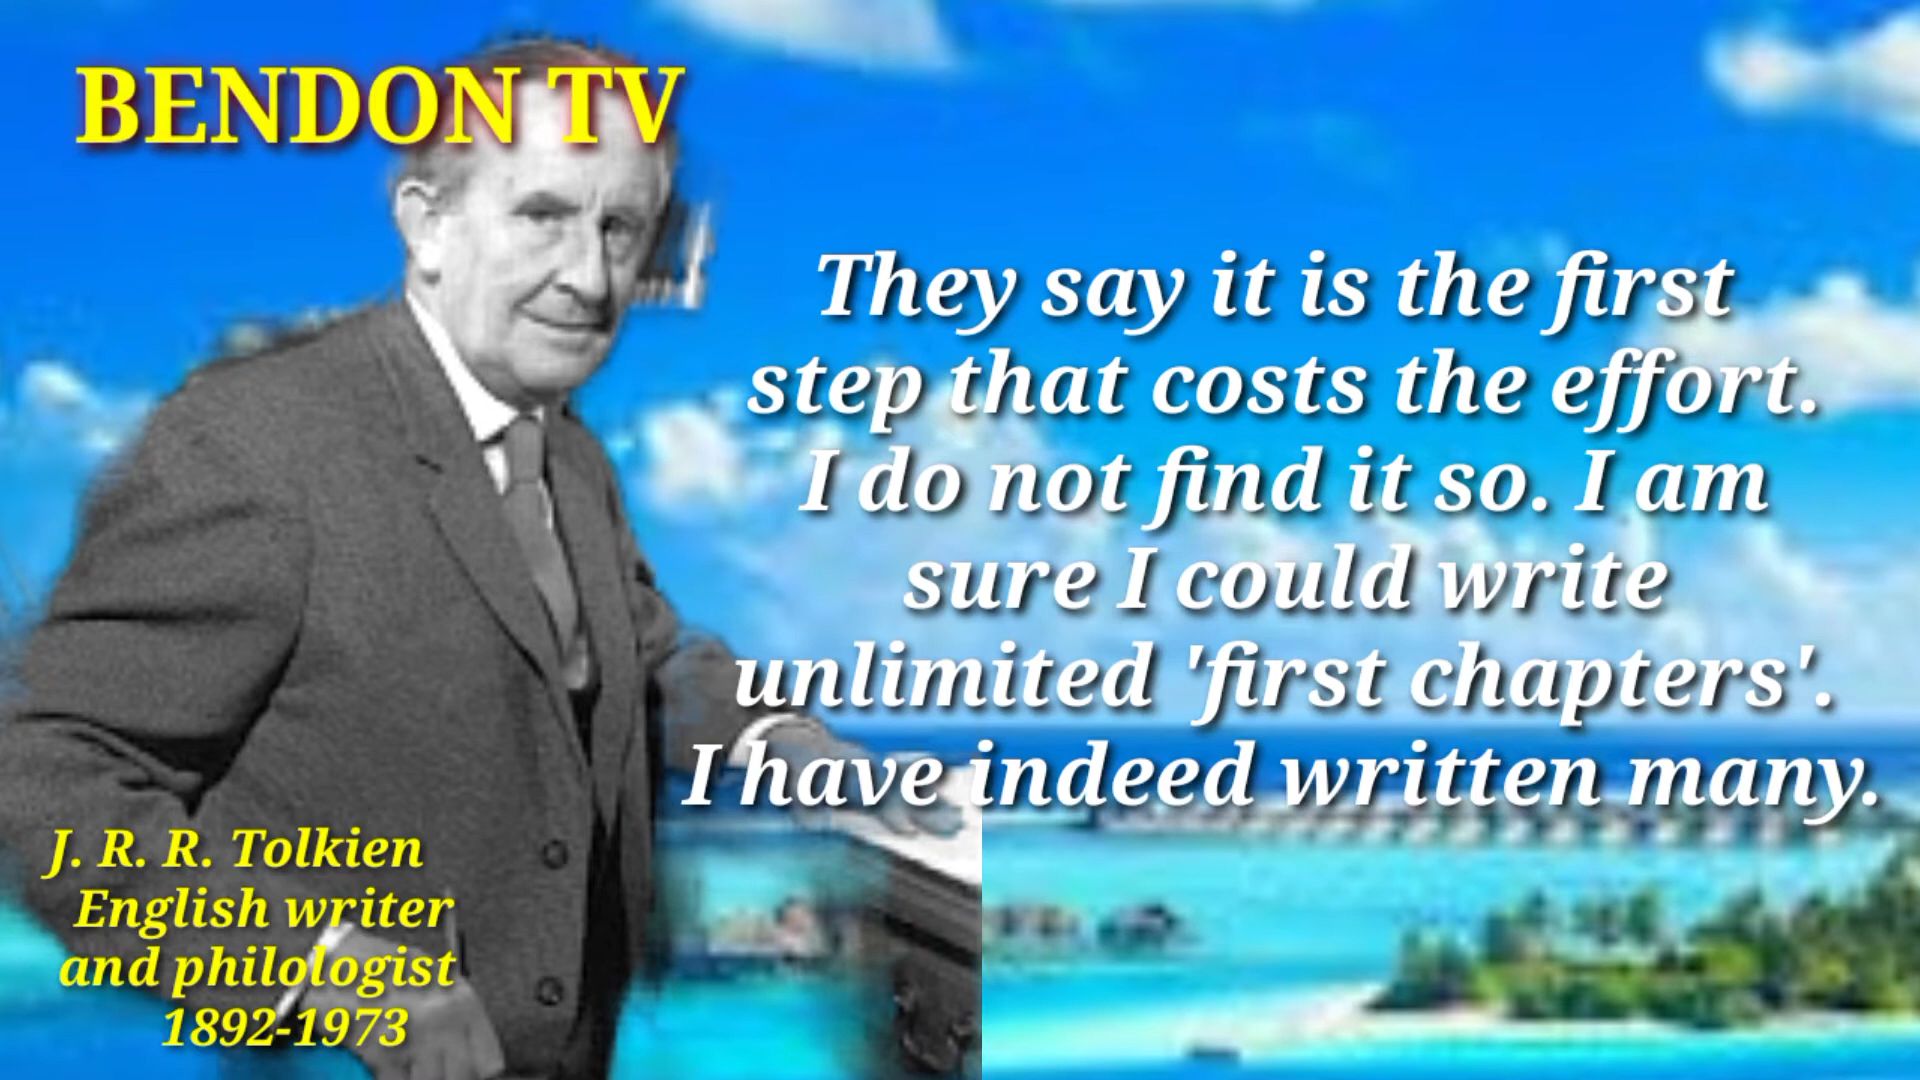 BENDON TV
They say it is the first
step that costs the effort.
I do not find it so. I am
sure I could write
unlimited 'first chapters'.
I have indeed written many.
J. R. R. Tolkien
English writer
and philologist
1892-1973